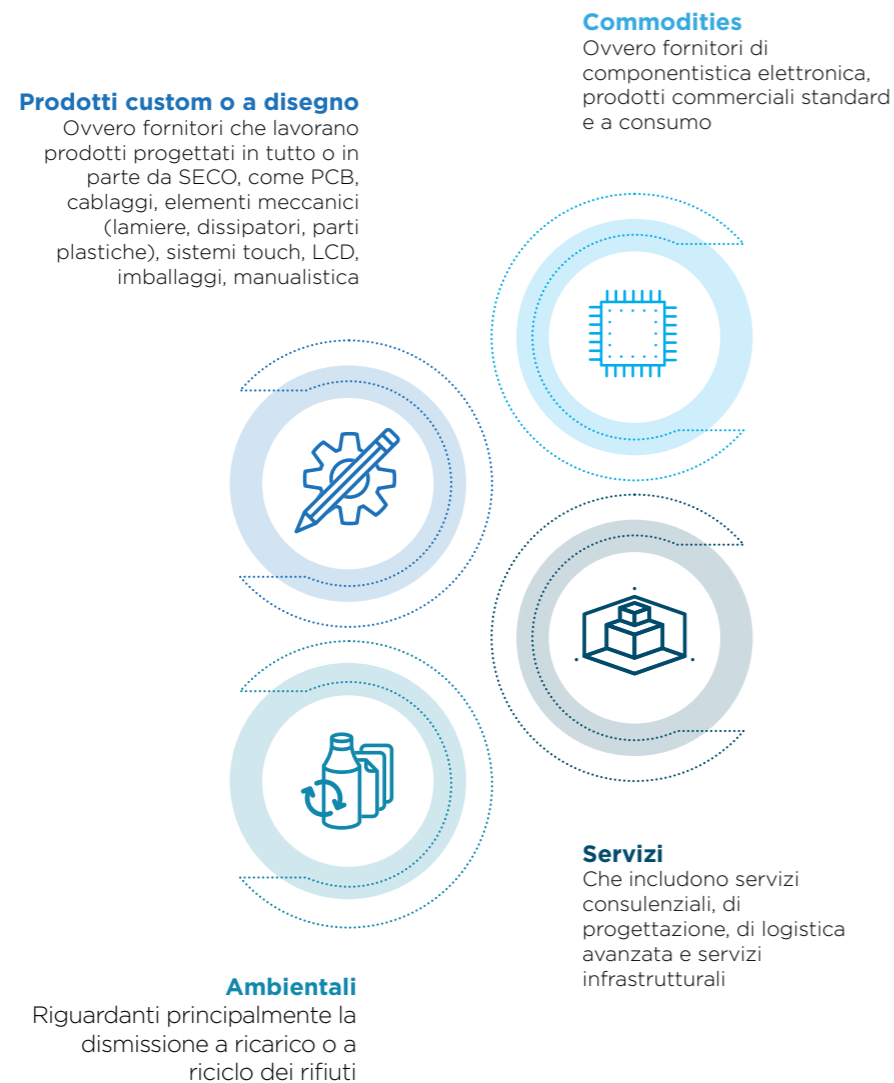 Prodotti custom o a disegno
Ovvero fornitori che lavorano
prodotti progettati in tutto o in
parte da SECO, come PCB,
cablaggi, elementi meccanici
(lamiere, dissipatori, parti
plastiche), sistemi touch, LCD,
imballaggi, manualistica
Commodities
Ovvero fornitori di
componentistica elettronica,
prodotti commerciali standard
e a consumo
Ambientali
Riguardanti principalmente la
dismissione a ricarico o a
riciclo dei rifiuti
Servizi
Che includono servizi
consulenziali, di
progettazione, di logistica
avanzata e servizi
infrastrutturali